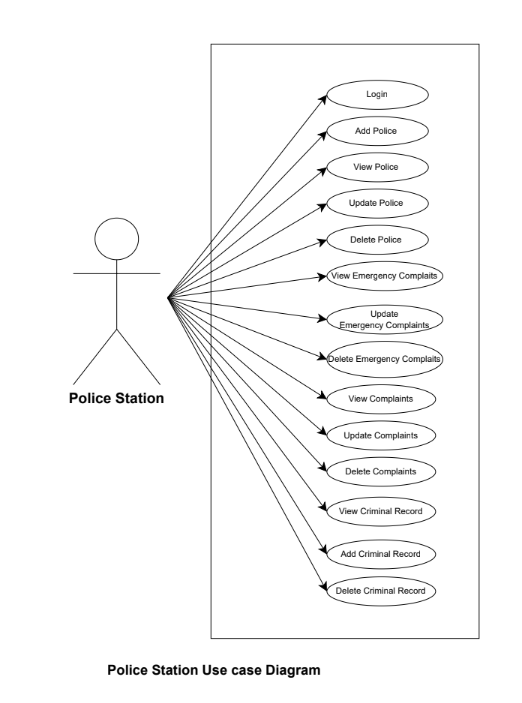 Login
Add Police
View Police
Update Police
Delete Police
View Emergency Complaits
Update
Emergency Complaints
Delete Emergency Complaits
View Complaints
Update Complaints
Delete Complaints
View Criminal Record
Add Criminal Record
Delete Criminal Record
Police Station
Police Station Use case Diagram